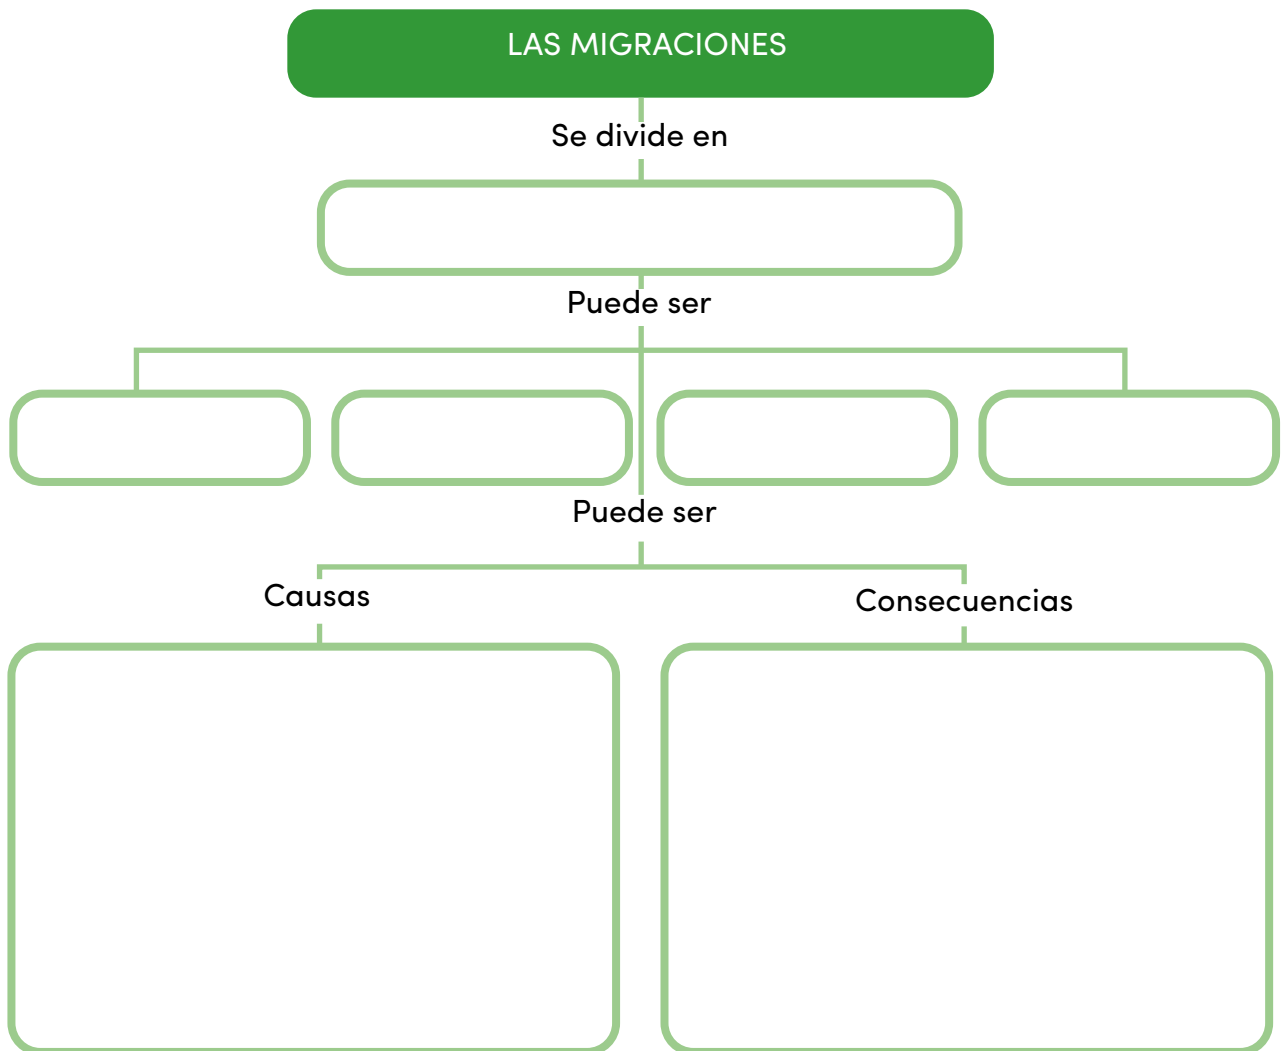 LAS MIGRACIONES
Se divide en
Puede ser
Puede ser
Causas
Consecuencias